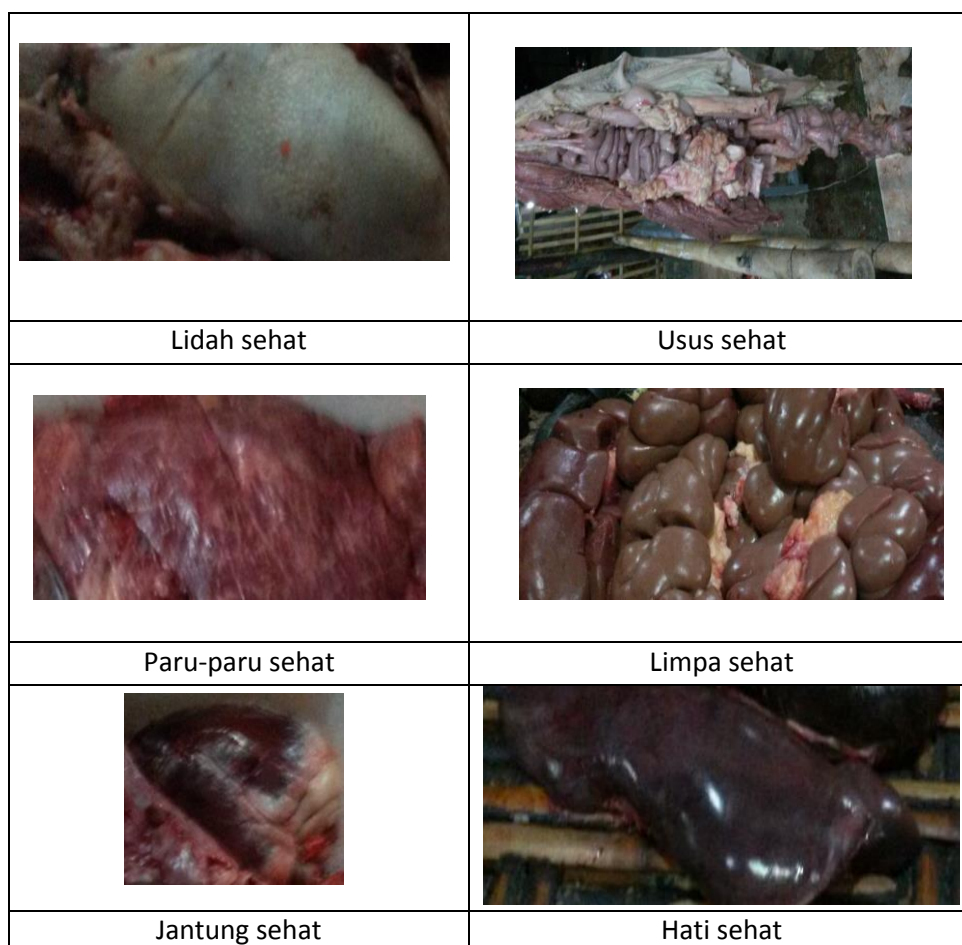 Lidah sehat
Usus sehat
Paru-paru sehat
Limpa sehat
Jantung sehat
Hati sehat